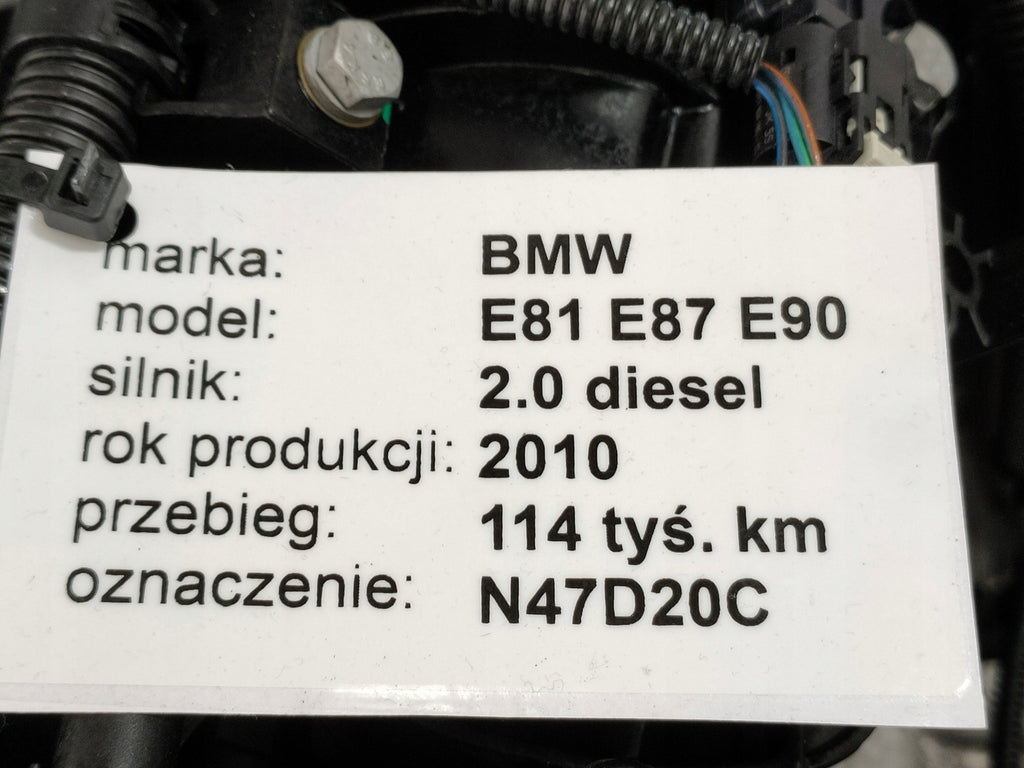 marka: BMW
model: E81 E87 E90
silnik: 2.0 diesel
rok produkcji: 2010
przebieg: 114 tyś. km
oznaczenie: N47D20C